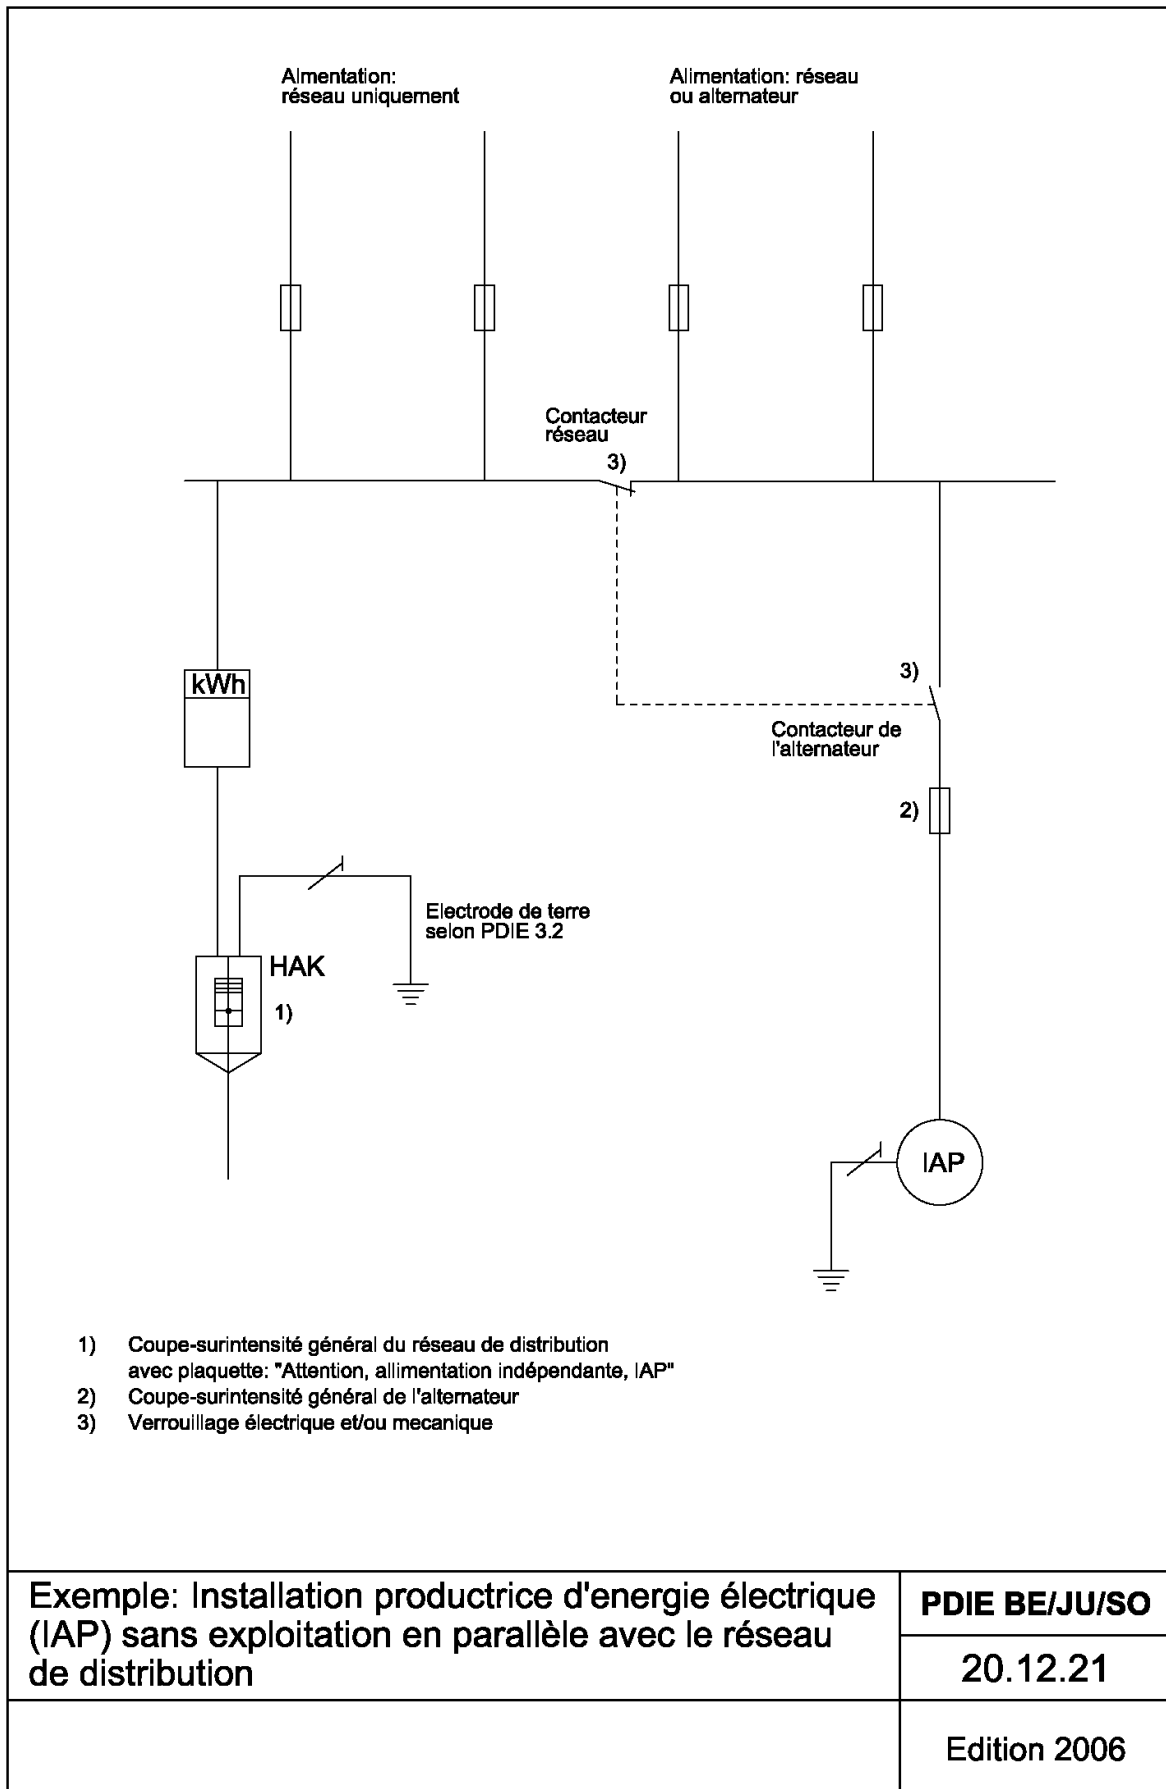 Almentation:
réseau uniquement
Alimentation: réseau
ou alternateur
Contacteur
réseau
3)
kWh
3)
Contacteur de
l'alternateur
2)
Electrode de terre
selon PDIE 3.2
HAK
1)
IAP
1) Coupe-surintensité général du réseau de distribution
avec plaquette: "Attention, allimentation indépendante, IAP"
2) Coupe-surintensité général de l'alternateur
3) Verrouillage électrique et/ou mecanique
Exemple: Installation productrice d'energie électrique
(IAP) sans exploitation en parallèle avec le réseau
de distribution
PDIE BE/JU/SO
20.12.21
Edition 2006